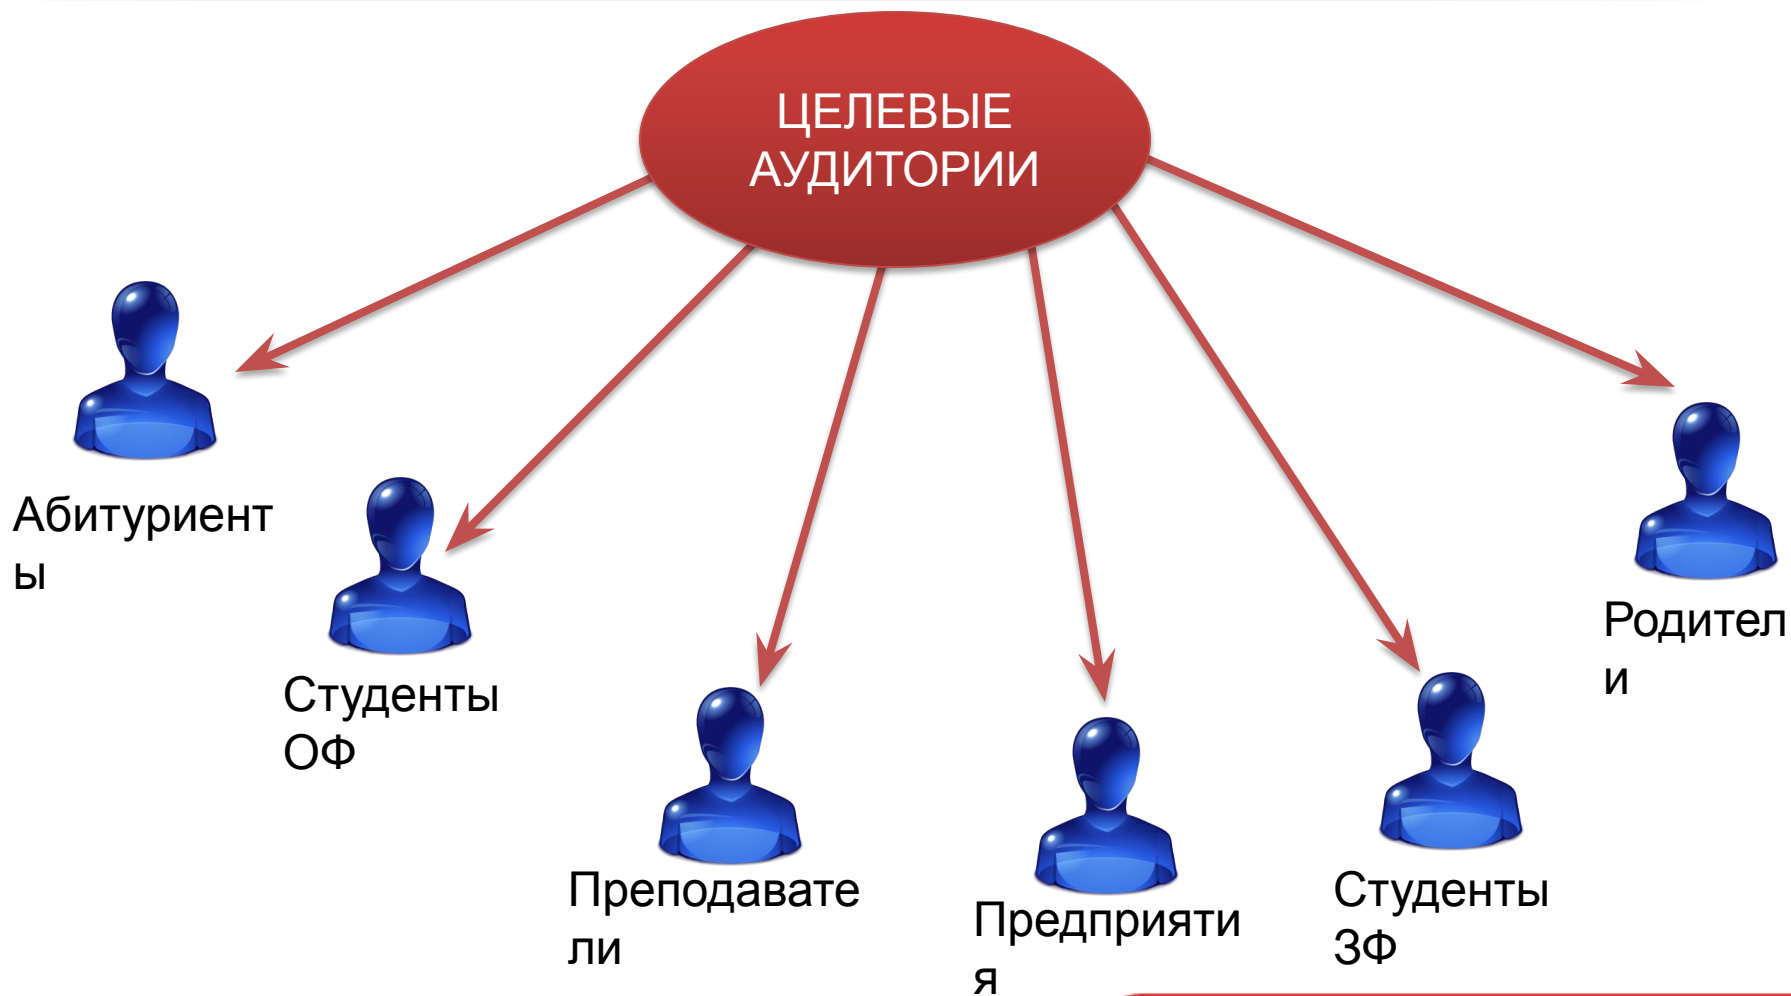 ЦЕЛЕВЫЕ
АУДИТОРИИ
Абитуриент
ы
Студенты
ОФ
Преподавате
ли
Предприяти
я
Студенты
ЗФ
Родител
и